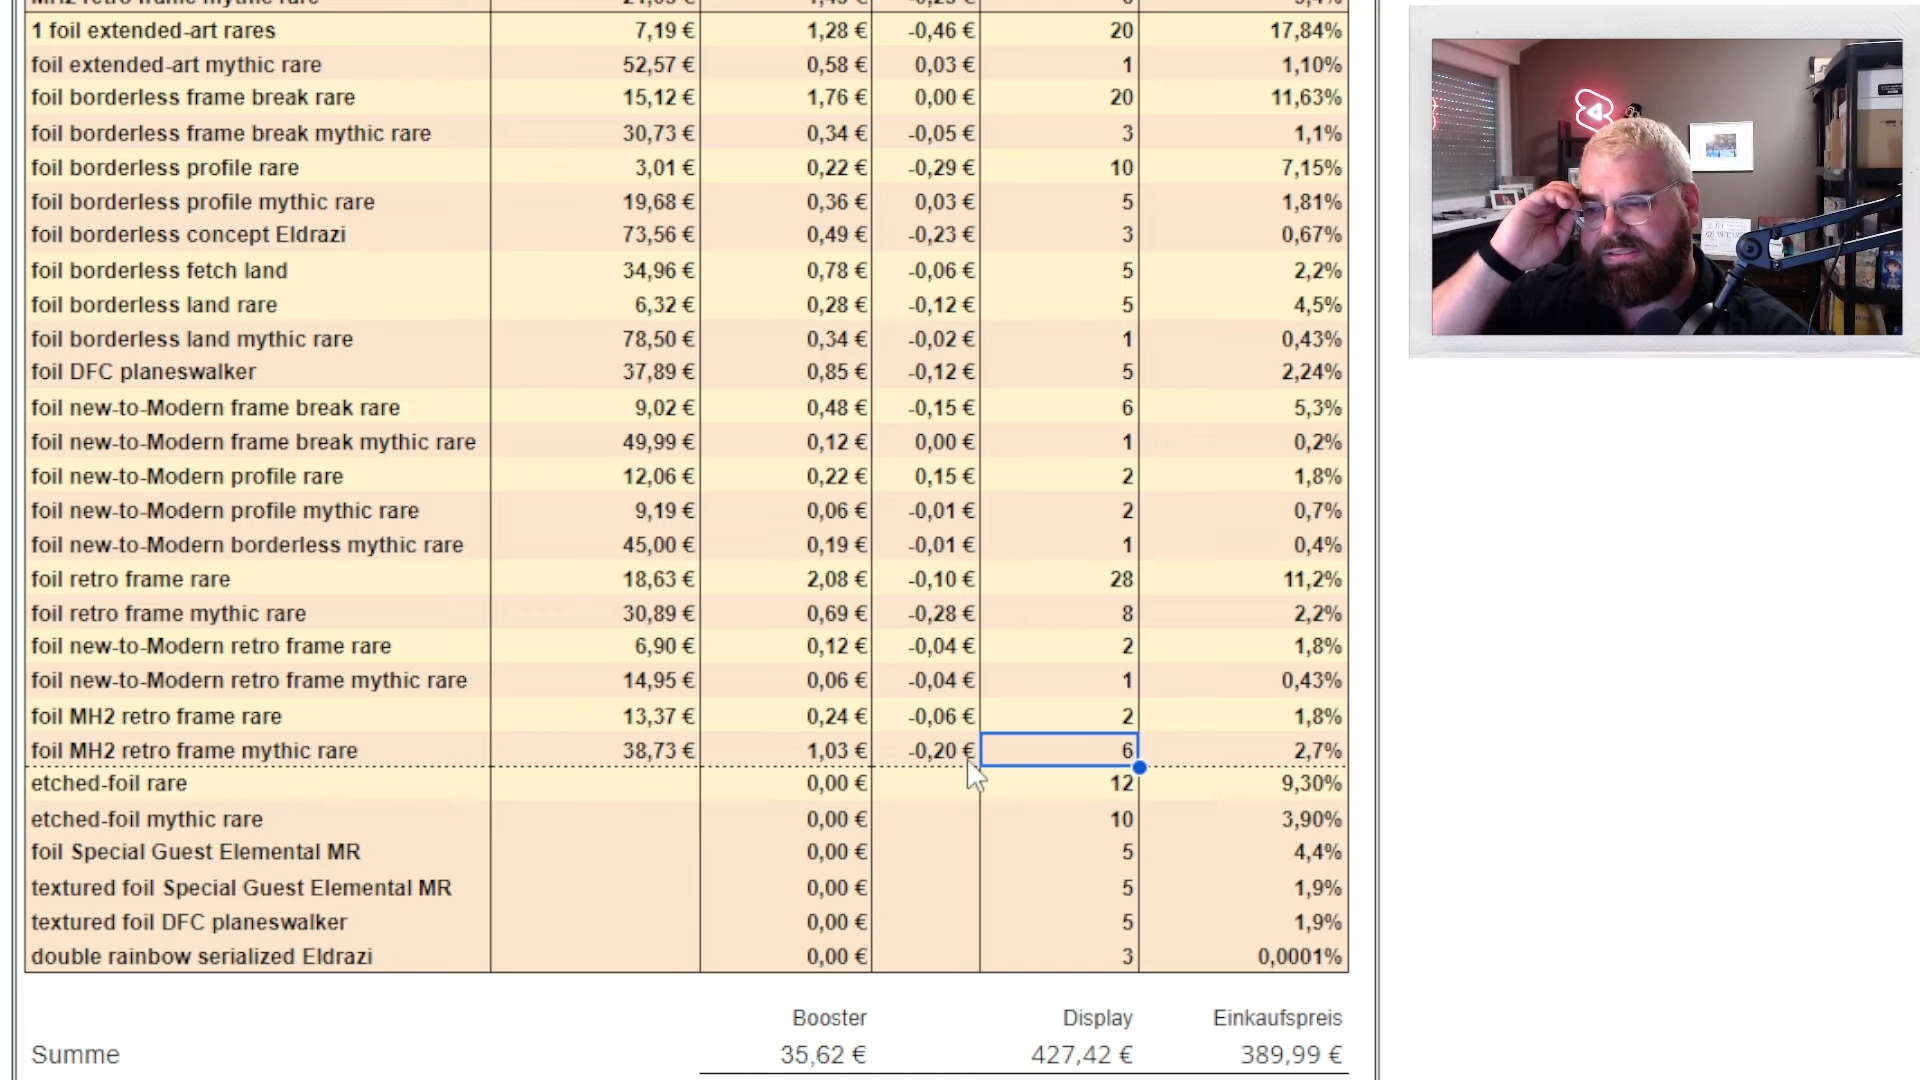 MH2 retro frame mythic rare
1 foil extended-art rares 7,19 € 1,28 € -0,46 € 20 17,84%
foil extended-art mythic rare 52,57 € 0,58 € 0,03 € 1 1,10%
foil borderless frame break rare 15,12 € 1,76 € 0,00 € 20 11,63%
foil borderless frame break mythic rare 30,73 € 0,34 € -0,05 € 3 1,1%
foil borderless profile rare 3,01 € 0,22 € -0,29 € 10 7,15%
foil borderless profile mythic rare 19,68 € 0,36 € 0,03 € 5 1,81%
foil borderless concept Eldrazi 73,56 € 0,49 € -0,23 € 3 0,67%
foil borderless fetch land 34,96 € 0,78 € -0,06 € 5 2,2%
foil borderless land rare 6,32 € 0,28 € -0,12 € 5 4,5%
foil borderless land mythic rare 78,50 € 0,34 € -0,02 € 1 0,43%
foil DFC planeswalker 37,89 € 0,85 € -0,12 € 5 2,24%
foil new-to-Modern frame break rare 9,02 € 0,48 € -0,15 € 6 5,3%
foil new-to-Modern frame break mythic rare 49,99 € 0,12 € 0,00 € 1 0,2%
foil new-to-Modern profile rare 12,06 € 0,22 € 0,15 € 2 1,8%
foil new-to-Modern profile mythic rare 9,19 € 0,06 € -0,01 € 2 0,7%
foil new-to-Modern borderless mythic rare 45,00 € 0,19 € -0,01 € 1 0,4%
foil retro frame rare 18,63 € 2,08 € -0,10 € 28 11,2%
foil retro frame mythic rare 30,89 € 0,69 € -0,28 € 8 2,2%
foil new-to-Modern retro frame rare 6,90 € 0,12 € -0,04 € 2 1,8%
foil new-to-Modern retro frame mythic rare 14,95 € 0,06 € -0,04 € 1 0,43%
foil MH2 retro frame rare 13,37 € 0,24 € -0,06 € 2 1,8%
foil MH2 retro frame mythic rare 38,73 € 1,03 € -0,20 € 6 2,7%
etched-foil rare 0,00 € 12 9,30%
etched-foil mythic rare 0,00 € 10 3,90%
foil Special Guest Elemental MR 0,00 € 5 4,4%
textured foil Special Guest Elemental MR 0,00 € 5 1,9%
textured foil DFC planeswalker 0,00 € 5 1,9%
double rainbow serialized Eldrazi 0,00 € 3 0,0001%
Booster Display Einkaufspreis
Summe 35,62 € 427,42 € 389,99 €